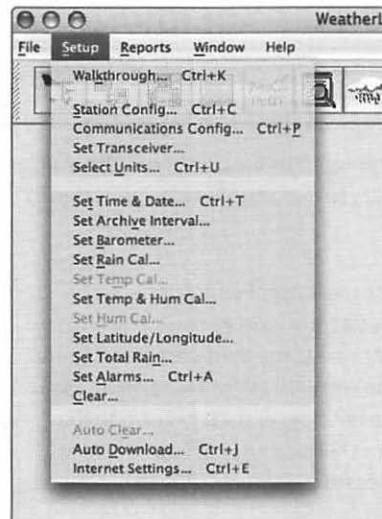 WeatherL
File Setup Reports Window Help
Walkthrough... Ctrl+K
Station Config... Ctrl+C
Communications Config... Ctrl+P
Set Transceiver...
Select Units... Ctrl+U
Set Time & Date... Ctrl+T
Set Archive Interval...
Set Barometer...
Set Rain Cal...
Set Temp Cal...
Set Temp & Hum Cal...
Set Hum Cal...
Set Latitude/Longitude...
Set Total Rain...
Set Alarms... Ctrl+A
Clear...
Auto Clear...
Auto Download... Ctrl+J
Internet Settings... Ctrl+E